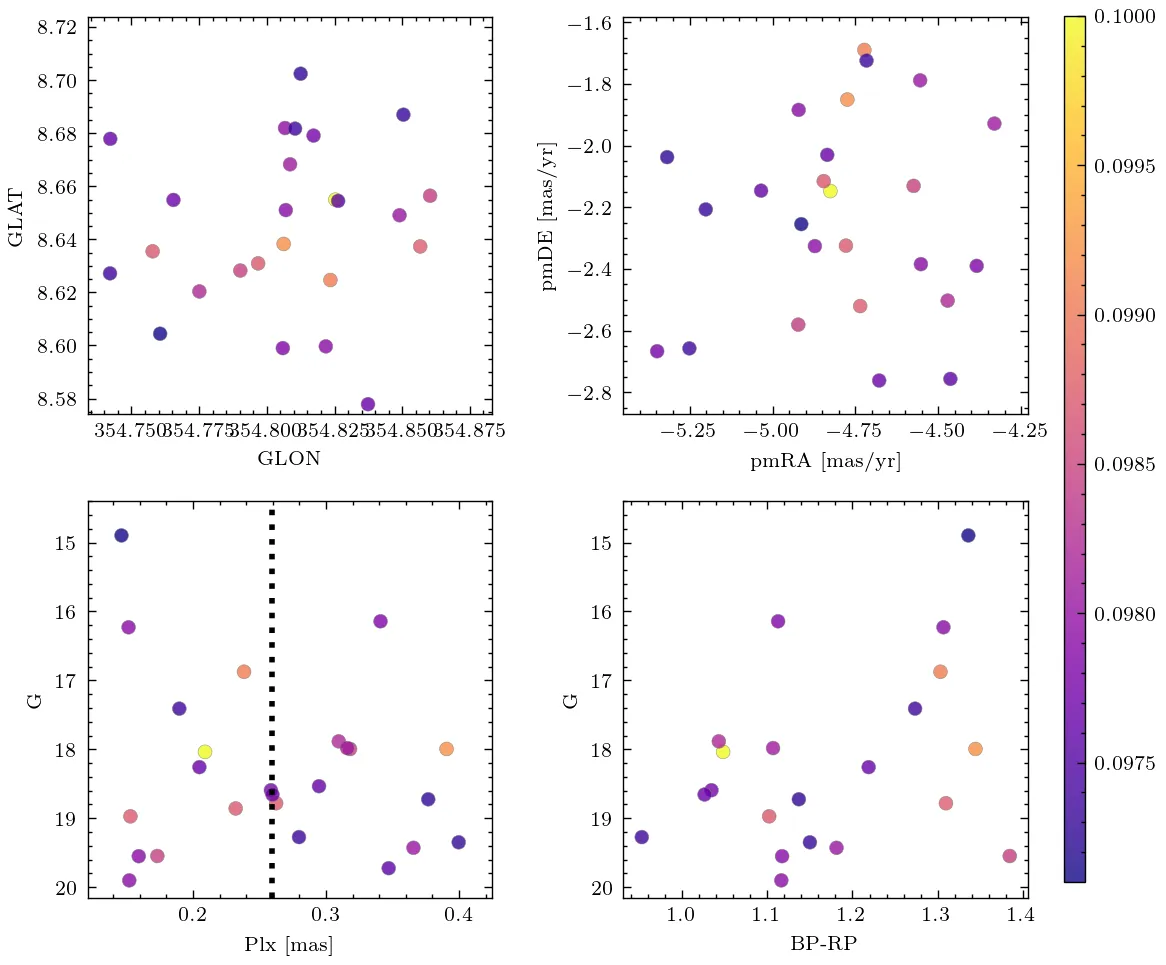 8.72
8.70
8.68
8.66
8.64
8.62
8.60
8.58
GLAT
354.750 354.775 354.800 354.825 354.850 354.875
GLON
−1.6
−1.8
−2.0
−2.2
−2.4
−2.6
−2.8
pmDE [mas/yr]
−5.25 −5.00 −4.75 −4.50 −4.25
pmRA [mas/yr]
15
16
17
18
19
20
G
0.2 0.3 0.4
Plx [mas]
15
16
17
18
19
20
G
1.0 1.1 1.2 1.3 1.4
BP-RP
0.1000
0.0995
0.0990
0.0985
0.0980
0.0975